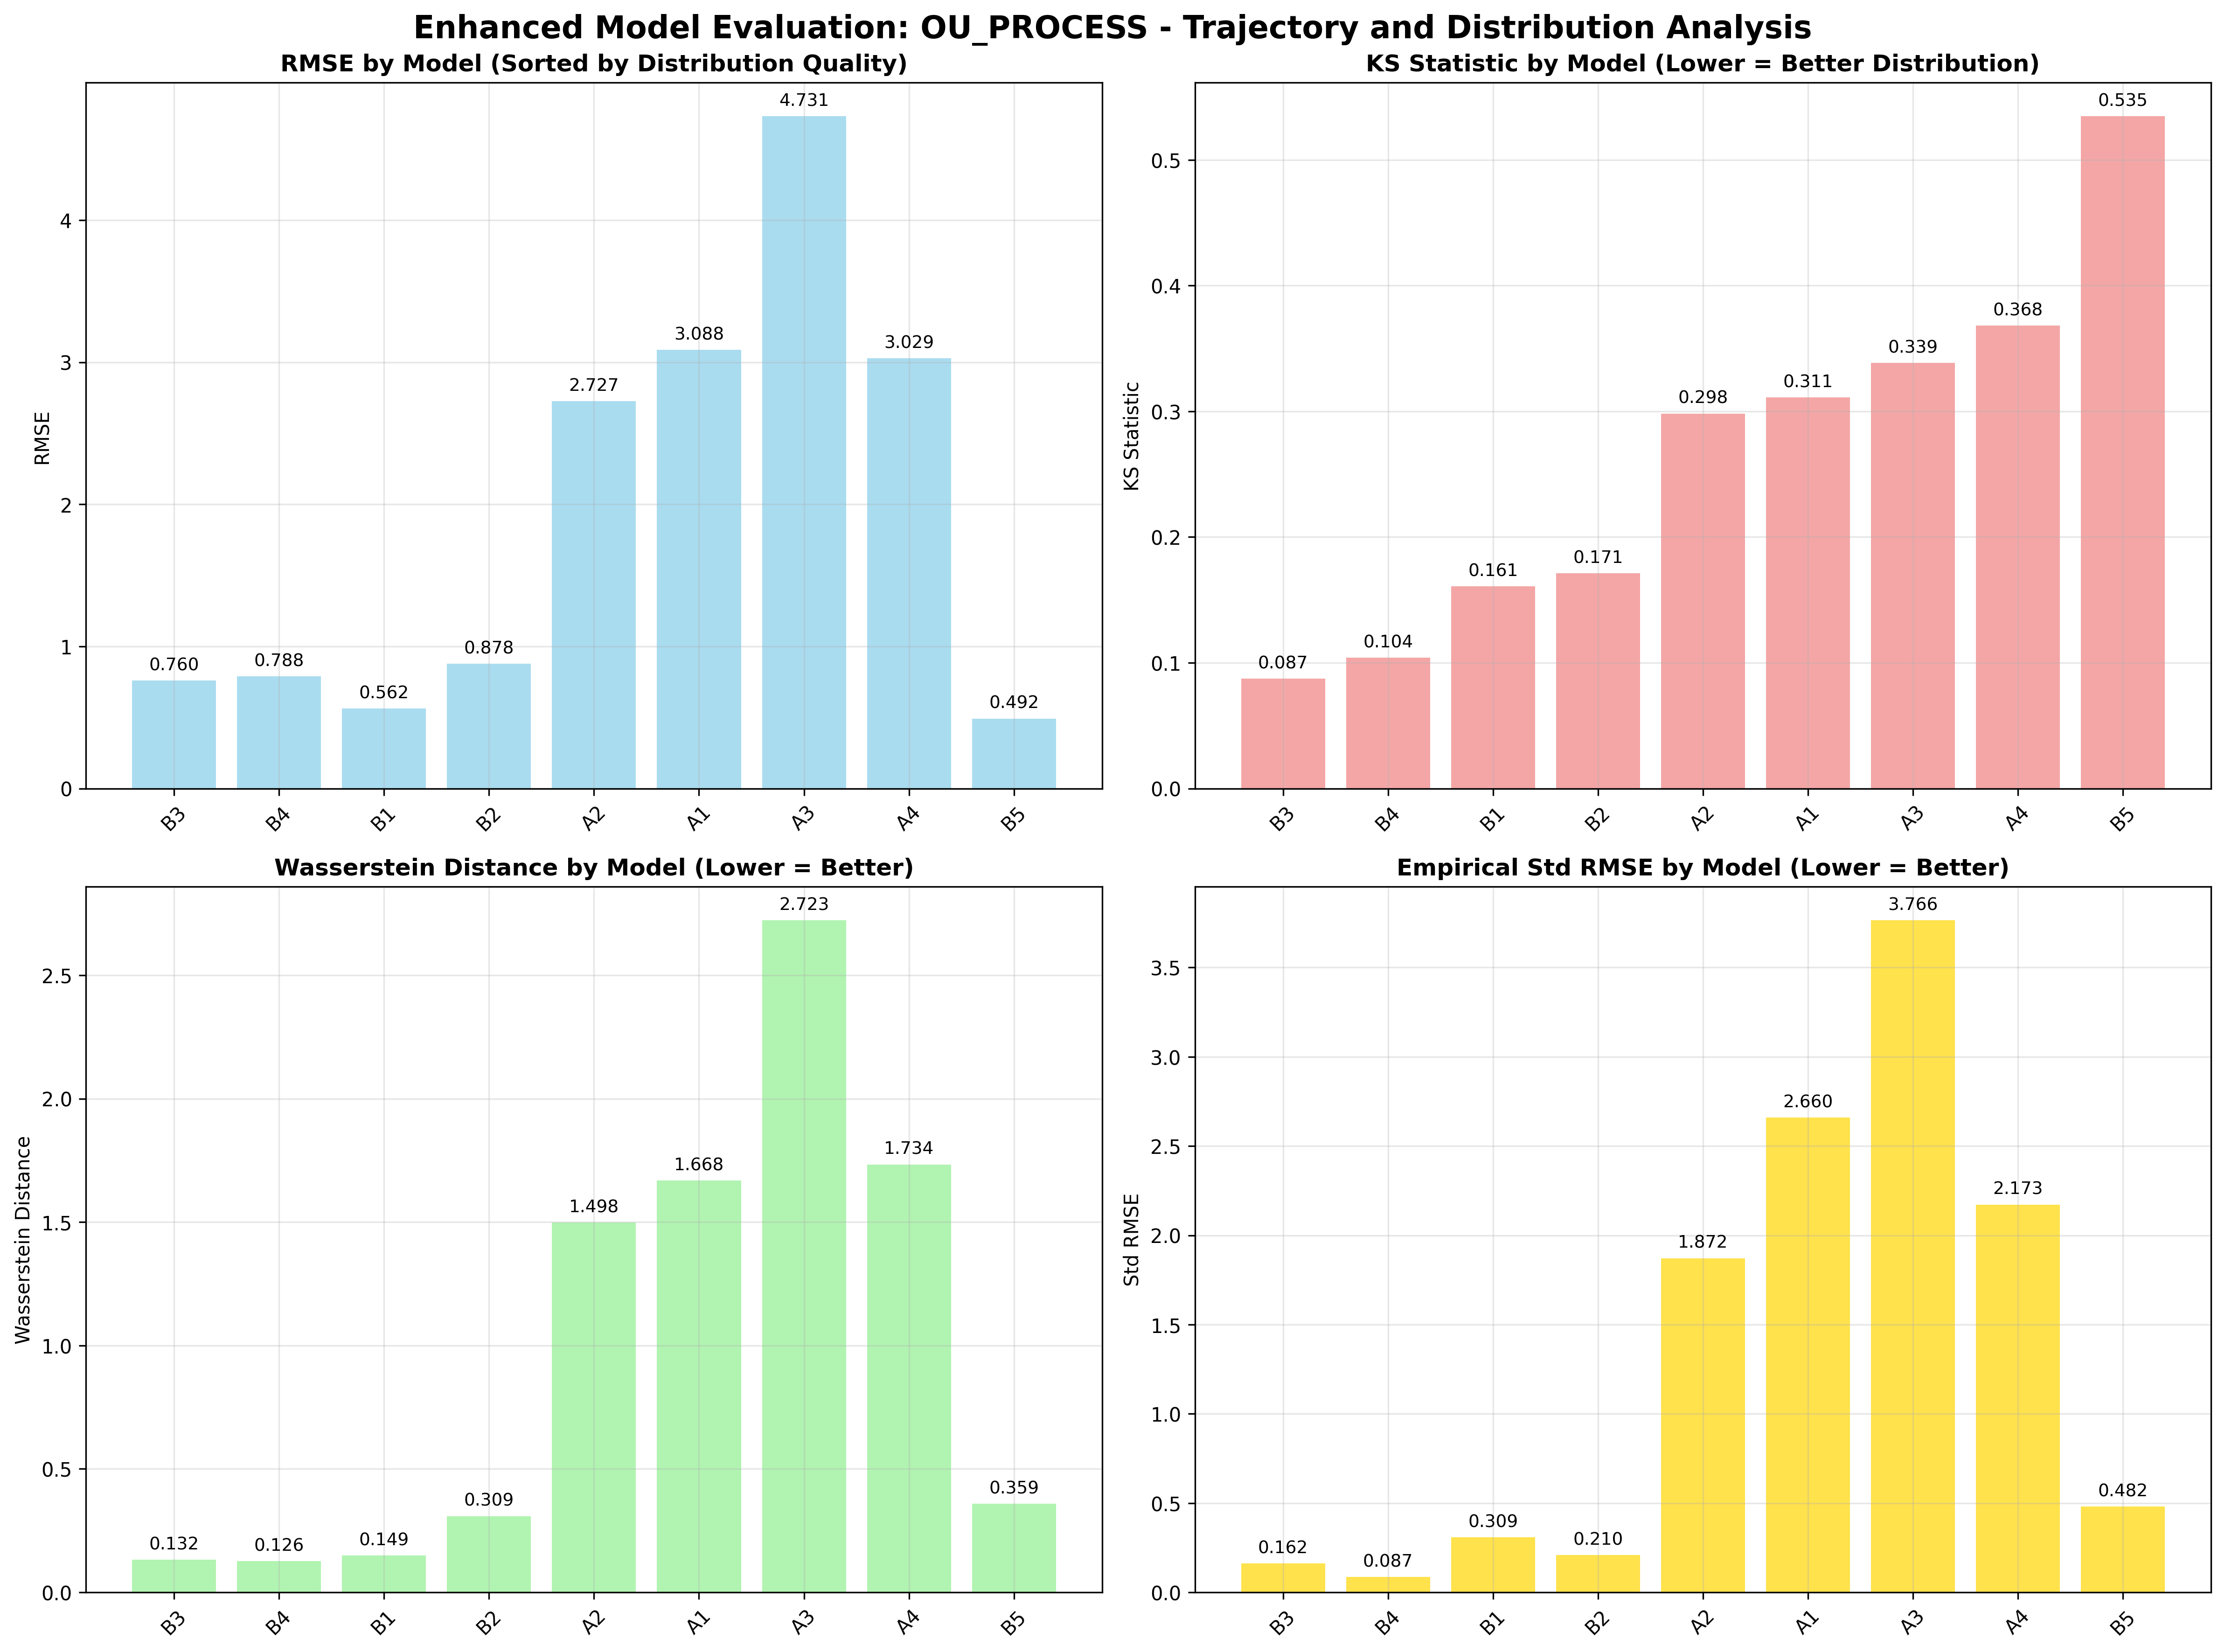 Enhanced Model Evaluation: OU_PROCESS - Trajectory and Distribution Analysis
RMSE by Model (Sorted by Distribution Quality)
RMSE
4
3
2
1
0
0.760
0.788
0.562
0.878
2.727
3.088
4.731
3.029
0.492
B3
B4
B1
B2
A2
A1
A3
A4
B5
KS Statistic by Model (Lower = Better Distribution)
KS Statistic
0.5
0.4
0.3
0.2
0.1
0.0
0.087
0.104
0.161
0.171
0.298
0.311
0.339
0.368
0.535
B3
B4
B1
B2
A2
A1
A3
A4
B5
Wasserstein Distance by Model (Lower = Better)
Wasserstein Distance
2.5
2.0
1.5
1.0
0.5
0.0
0.132
0.126
0.149
0.309
1.498
1.668
2.723
1.734
0.359
B3
B4
B1
B2
A2
A1
A3
A4
B5
Empirical Std RMSE by Model (Lower = Better)
Std RMSE
3.5
3.0
2.5
2.0
1.5
1.0
0.5
0.0
0.162
0.087
0.309
0.210
1.872
2.660
3.766
2.173
0.482
B3
B4
B1
B2
A2
A1
A3
A4
B5